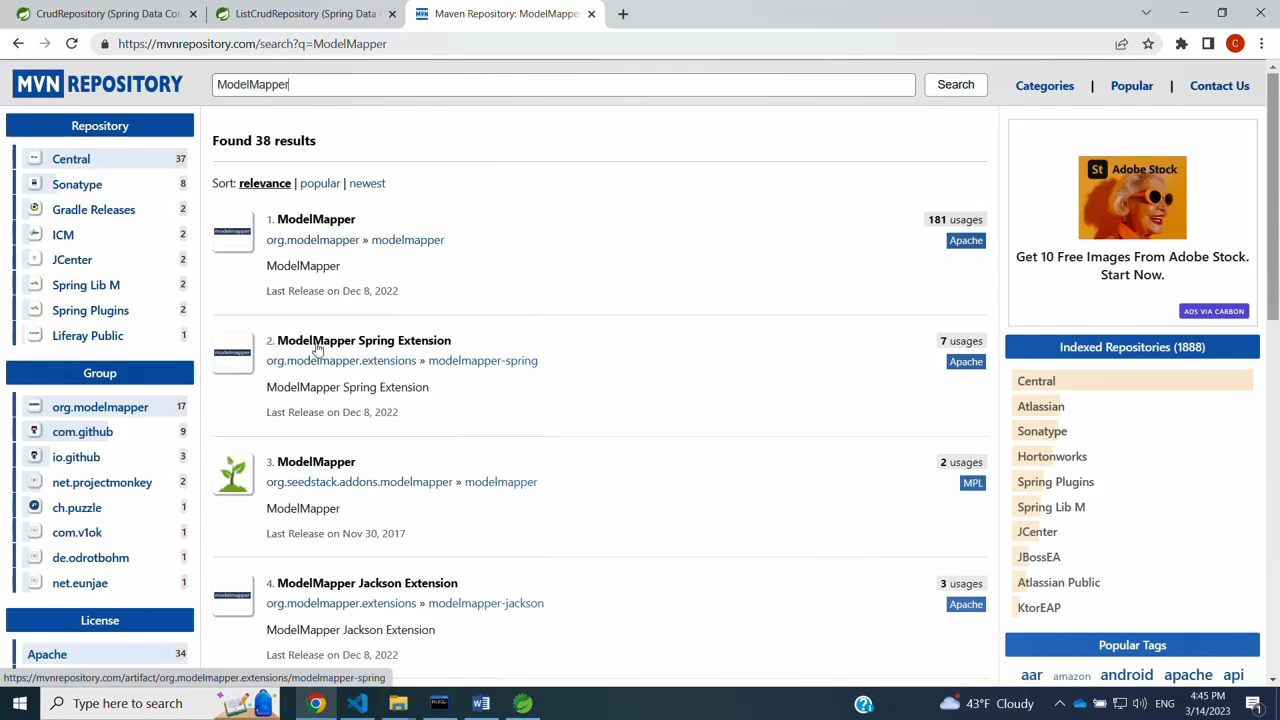 CrudRepository (Spring Data Co
ListCrudRepository (Spring Data
Maven Repository: ModelMapper
https://mvnrepository.com/search?q=ModelMapper
C
MVN REPOSITORY
ModelMapper
Search
Categories | Popular | Contact Us
Repository
Central 37
Sonatype 8
Gradle Releases 2
ICM 2
JCenter 2
Spring Lib M 2
Spring Plugins 2
Liferay Public 1
Group
org.modelmapper 17
com.github 9
io.github 3
net.projectmonkey 2
ch.puzzle 1
com.v1ok 1
de.odrotbohm 1
net.eunjae 1
License
Apache 34
Found 38 results
Sort: relevance | popular | newest
modelmapper
1. ModelMapper
181 usages
org.modelmapper » modelmapper
Apache
ModelMapper
Last Release on Dec 8, 2022
modelmapper
2. ModelMapper Spring Extension
7 usages
org.modelmapper.extensions » modelmapper-spring
Apache
ModelMapper Spring Extension
Last Release on Dec 8, 2022
3. ModelMapper
2 usages
org.seedstack.addons.modelmapper » modelmapper
MPL
ModelMapper
Last Release on Nov 30, 2017
modelmapper
4. ModelMapper Jackson Extension
3 usages
org.modelmapper.extensions » modelmapper-jackson
Apache
ModelMapper Jackson Extension
Last Release on Dec 8, 2022
St Adobe Stock
Get 10 Free Images From Adobe Stock.
Start Now.
ADS VIA CARBON
Indexed Repositories (1888)
Central
Atlassian
Sonatype
Hortonworks
Spring Plugins
Spring Lib M
JCenter
JBossEA
Atlassian Public
KtorEAP
Popular Tags
aar amazon android apache api
https://mvnrepository.com/artifact/org.modelmapper.extensions/modelmapper-spring
Type here to search
43°F Cloudy
ENG
4:45 PM
3/14/2023
1